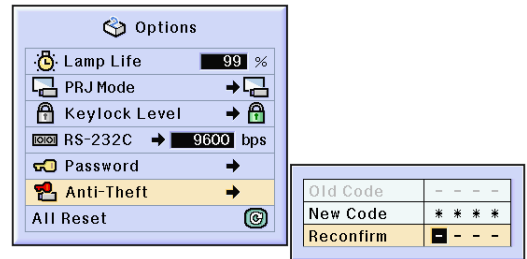 Options
Lamp Life 99 %
PRJ Mode
Keylock Level
RS-232C 9600 bps
Password
Anti-Theft
All Reset
Old Code - - - -
New Code * * * *
Reconfirm - - - -